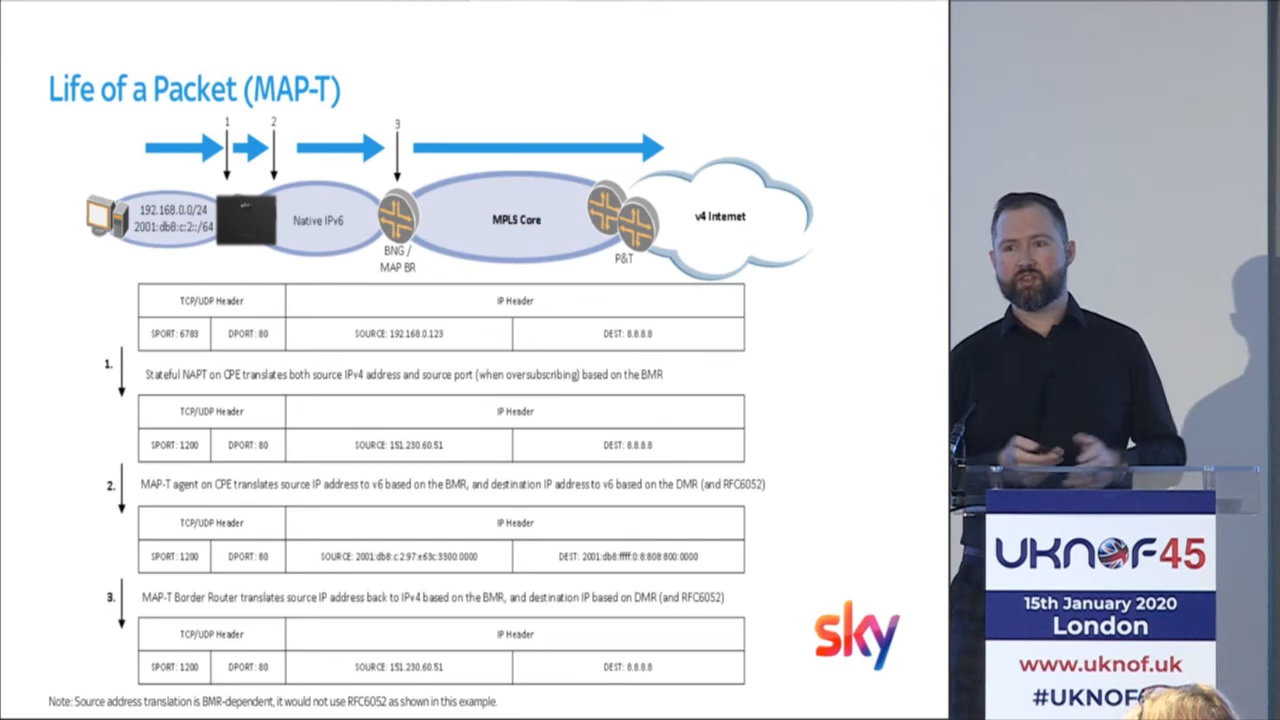 Life of a Packet (MAP-T)
1
2
3
192.168.0.0/24
2001:db8:c:2::/64
Native IPv6
MPLS Core
v4 Internet
BNG /
MAP BR
P&T
TCP/UDP Header
IP Header
SPORT: 6783
DPORT: 80
SOURCE: 192.168.0.123
DEST: 8.8.8.8
1.
Stateful NAPT on CPE translates both source IPv4 address and source port (when oversubscribing) based on the BMR
TCP/UDP Header
IP Header
SPORT: 1200
DPORT: 80
SOURCE: 151.230.60.51
DEST: 8.8.8.8
2.
MAP-T agent on CPE translates source IP address to v6 based on the BMR, and destination IP address to v6 based on the DMR (and RFC6052)
TCP/UDP Header
IP Header
SPORT: 1200
DPORT: 80
SOURCE: 2001:db8:c:2:97:e63c:3300:0000
DEST: 2001:db8:ffff:0:8:808:800:0000
3.
MAP-T Border Router translates source IP address back to IPv4 based on the BMR, and destination IP based on DMR (and RFC6052)
TCP/UDP Header
IP Header
SPORT: 1200
DPORT: 80
SOURCE: 151.230.60.51
DEST: 8.8.8.8
Note: Source address translation is BMR-dependent, it would not use RFC6052 as shown in this example.
sky
UKNOF45
15th January 2020
London
www.uknof.uk
#UKNOF